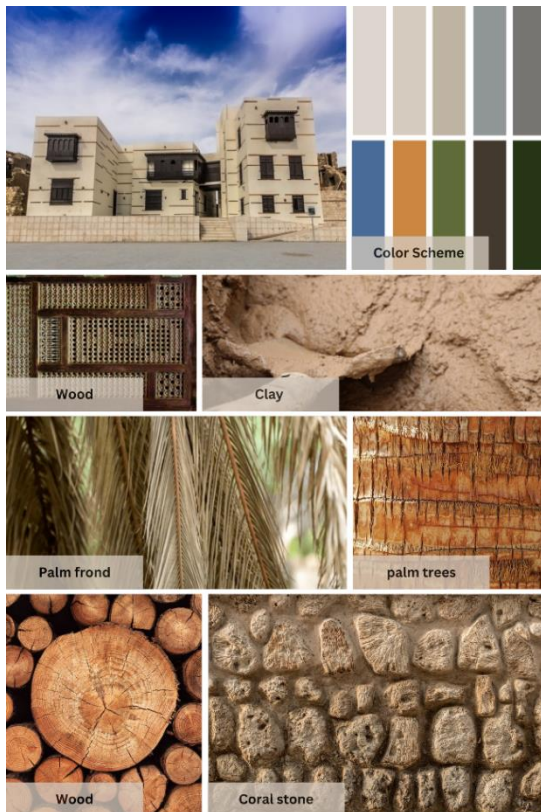 Color Scheme
Wood
Clay
Palm frond
palm trees
Wood
Coral stone